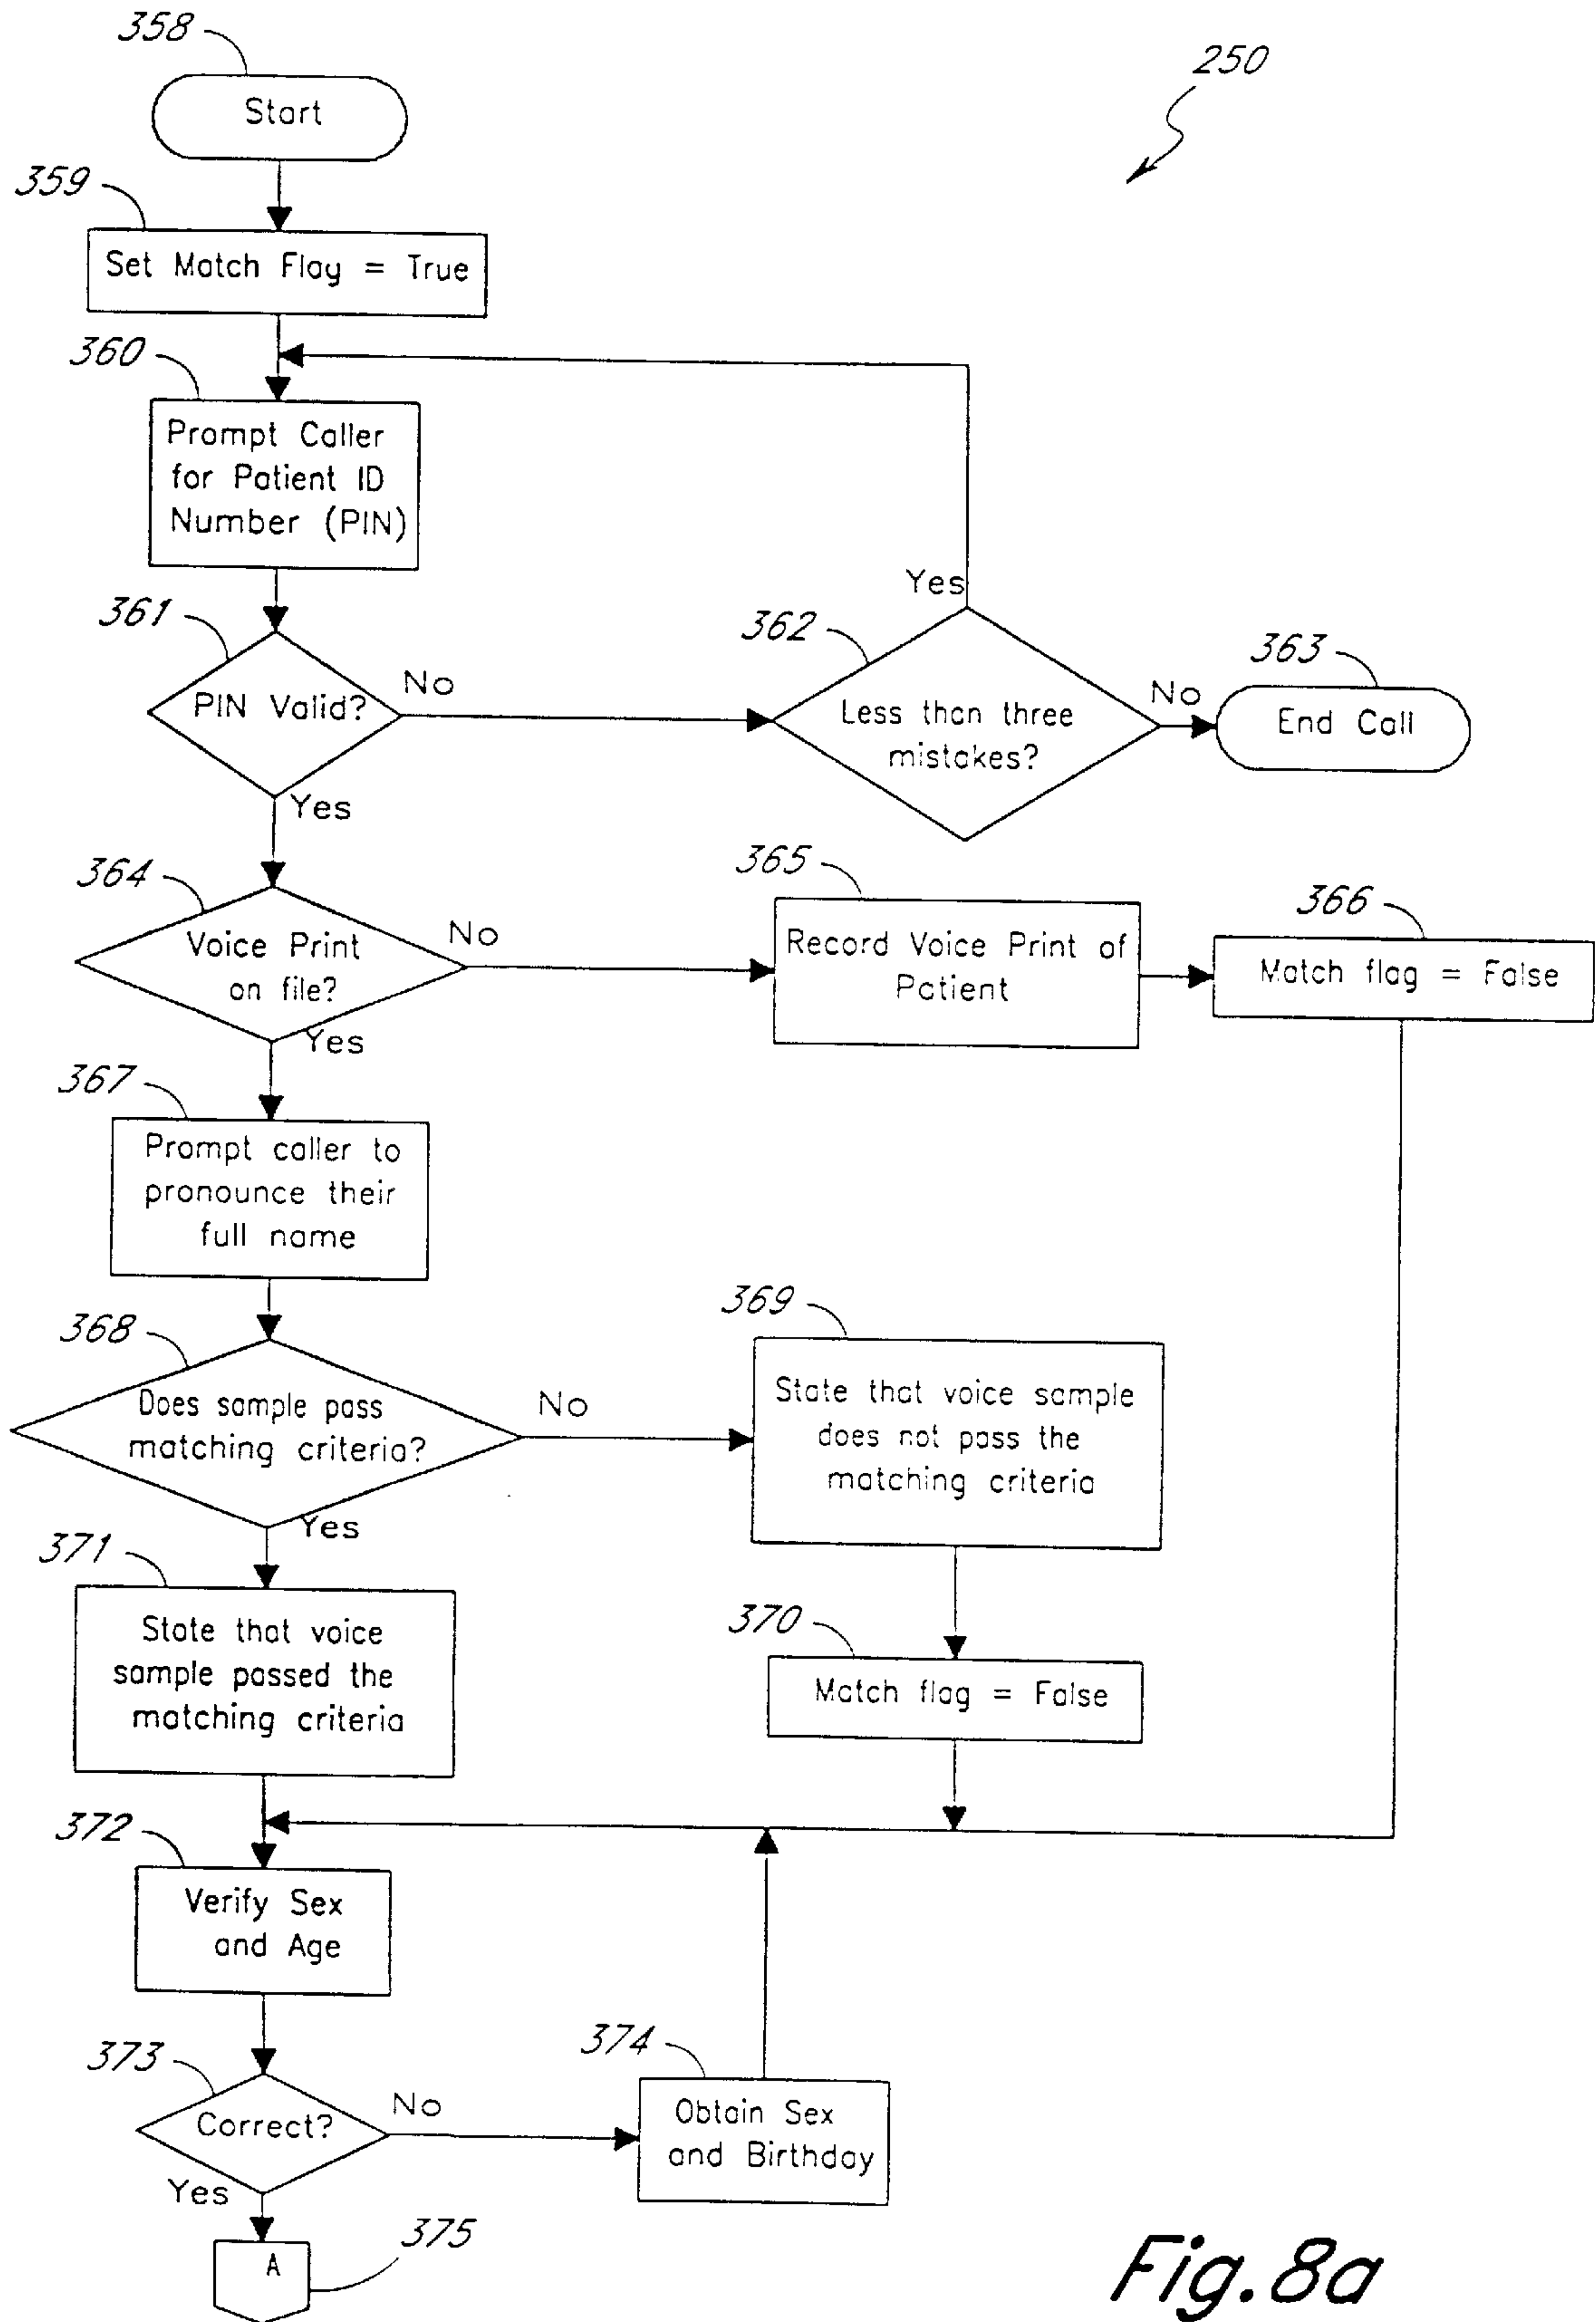 358
250
Start
359
Set Match Flag = True
360
Prompt Caller
for Patient ID
Number (PIN)
361
PIN Valid?
No
Yes
362
Less than three
mistakes?
Yes
No
363
End Call
364
Voice Print
on file?
No
Yes
365
Record Voice Print of
Patient
366
Match flag = False
367
Prompt caller to
pronounce their
full name
368
Does sample pass
matching criteria?
No
Yes
369
State that voice sample
does not pass the
matching criteria
370
Match flag = False
371
State that voice
sample passed the
matching criteria
372
Verify Sex
and Age
373
Correct?
No
Yes
374
Obtain Sex
and Birthday
A
375
Fig. 8a